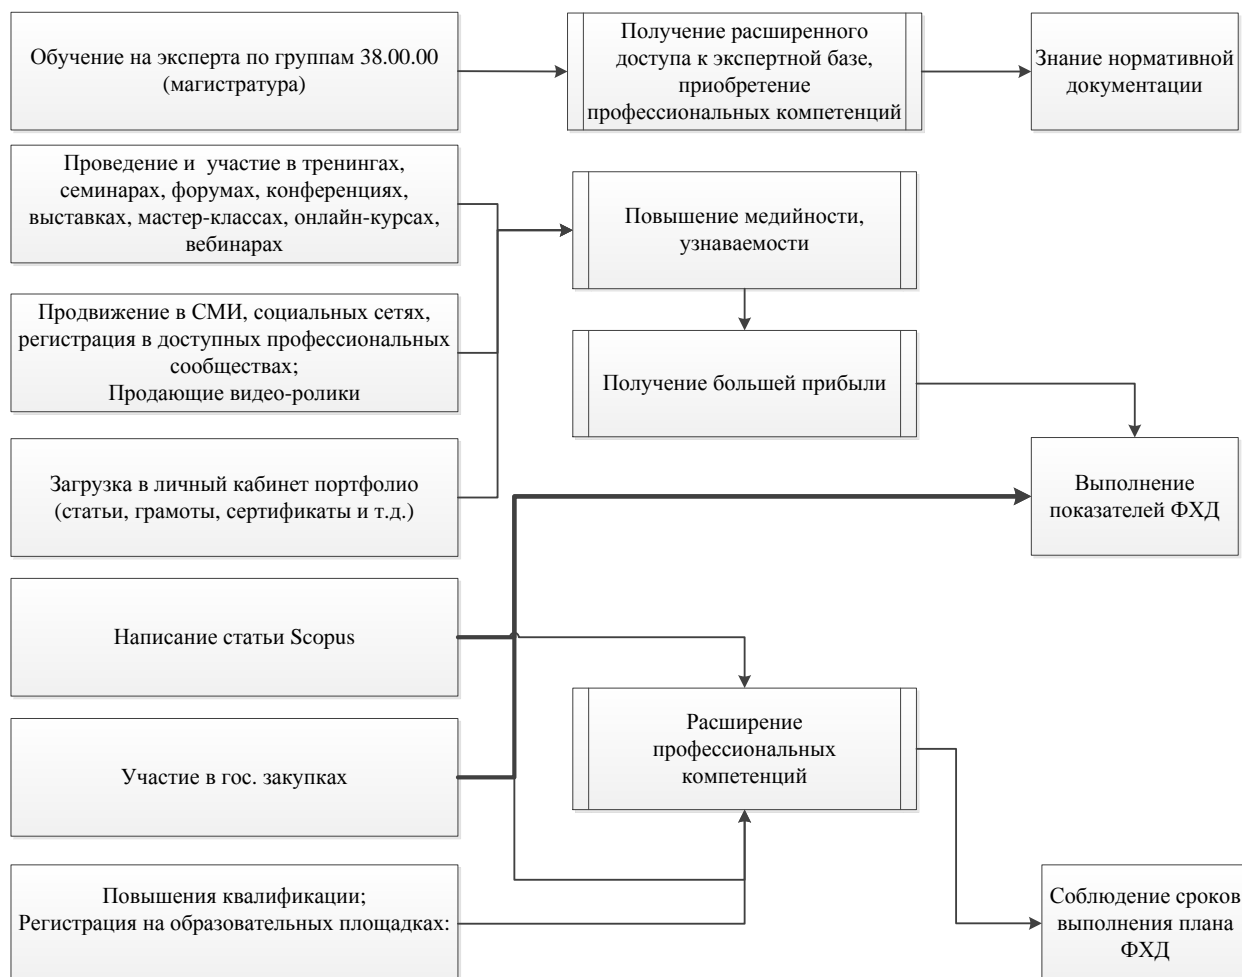 Обучение на эксперта по группам 38.00.00
(магистратура)
Получение расширенного
доступа к экспертной базе,
приобретение
профессиональных компетенций
Знание нормативной
документации
Проведение и участие в тренингах,
семинарах, форумах, конференциях,
выставках, мастер-классах, онлайн-курсах,
вебинарах
Повышение медийности,
узнаваемости
Продвижение в СМИ, социальных сетях,
регистрация в доступных профессиональных
сообществах;
Продающие видео-ролики
Получение большей прибыли
Загрузка в личный кабинет портфолио
(статьи, грамоты, сертификаты и т.д.)
Выполнение
показателей ФХД
Написание статьи Scopus
Расширение
профессиональных
компетенций
Участие в гос. закупках
Повышения квалификации;
Регистрация на образовательных площадках:
Соблюдение сроков
выполнения плана
ФХД